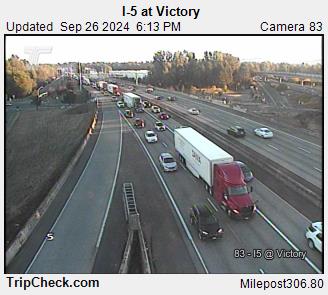 I-5 at Victory
Updated Sep 26 2024 6:13 PM Camera 83
S
83 - I5 @ Victory
TripCheck.com Milepost306.80